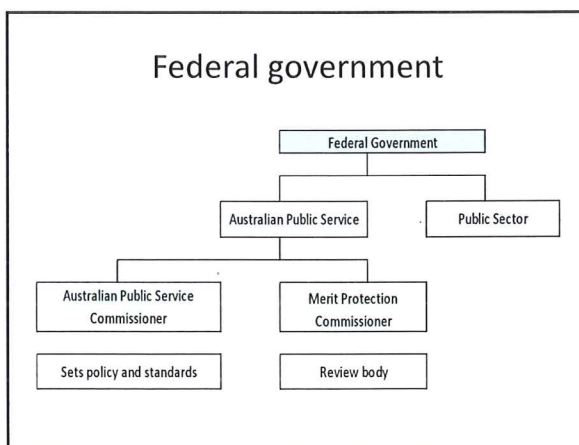 Federal government
Federal Government
Australian Public Service
Public Sector
Australian Public Service
Commissioner
Merit Protection
Commissioner
Sets policy and standards
Review body